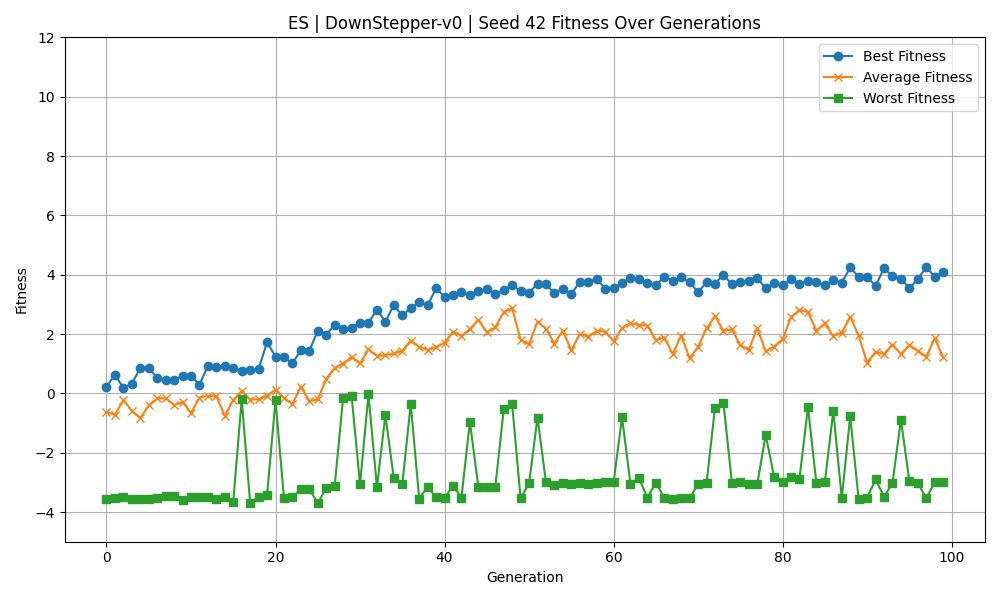 ES | DownStepper-v0 | Seed 42 Fitness Over Generations
Best Fitness
Average Fitness
Worst Fitness
Fitness
12
10
8
6
4
2
0
−2
−4
0 20 40 60 80 100
Generation